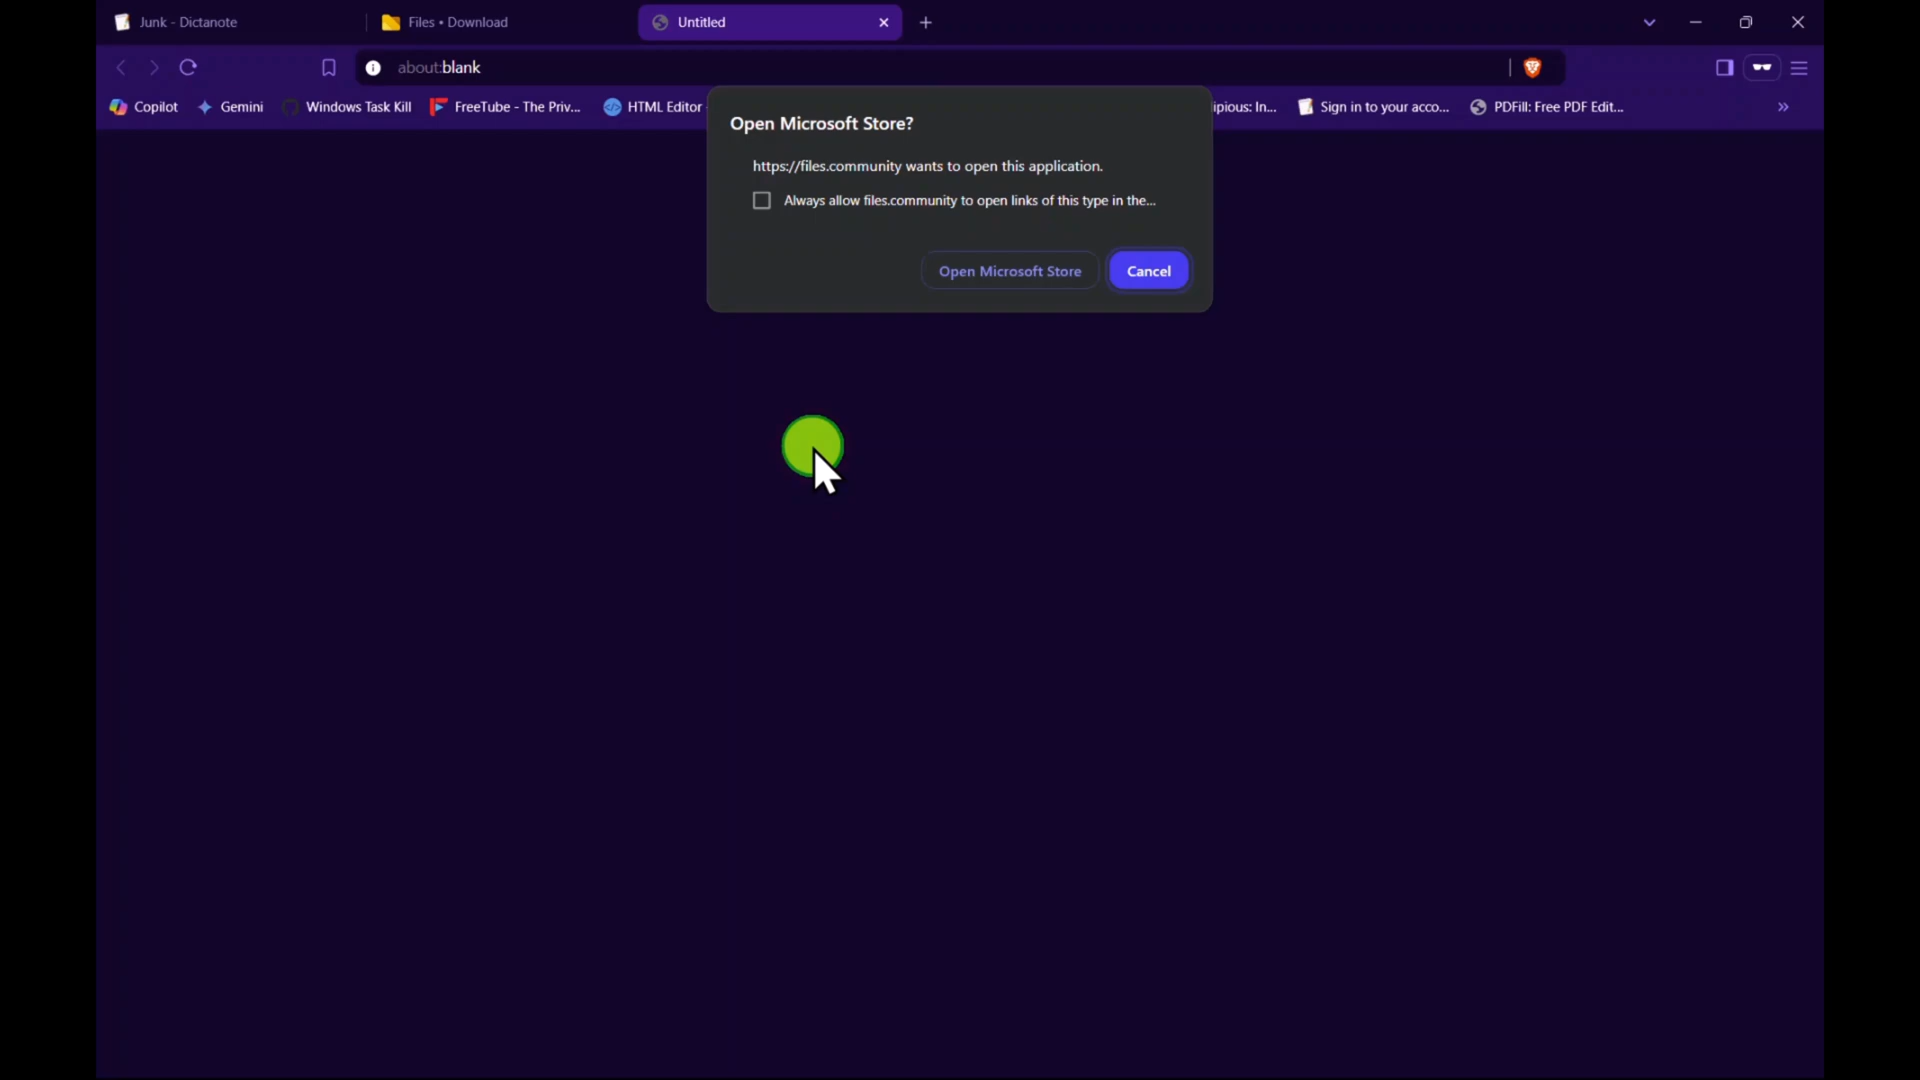 Junk - Dictanote
Files • Download
Untitled
about:blank
Copilot
Gemini
Windows Task Kill
FreeTube - The Priv...
HTML Editor
ipious: In...
Sign in to your acco...
PDFill: Free PDF Edit...
Open Microsoft Store?
https://files.community wants to open this application.
Always allow files.community to open links of this type in the...
Open Microsoft Store
Cancel